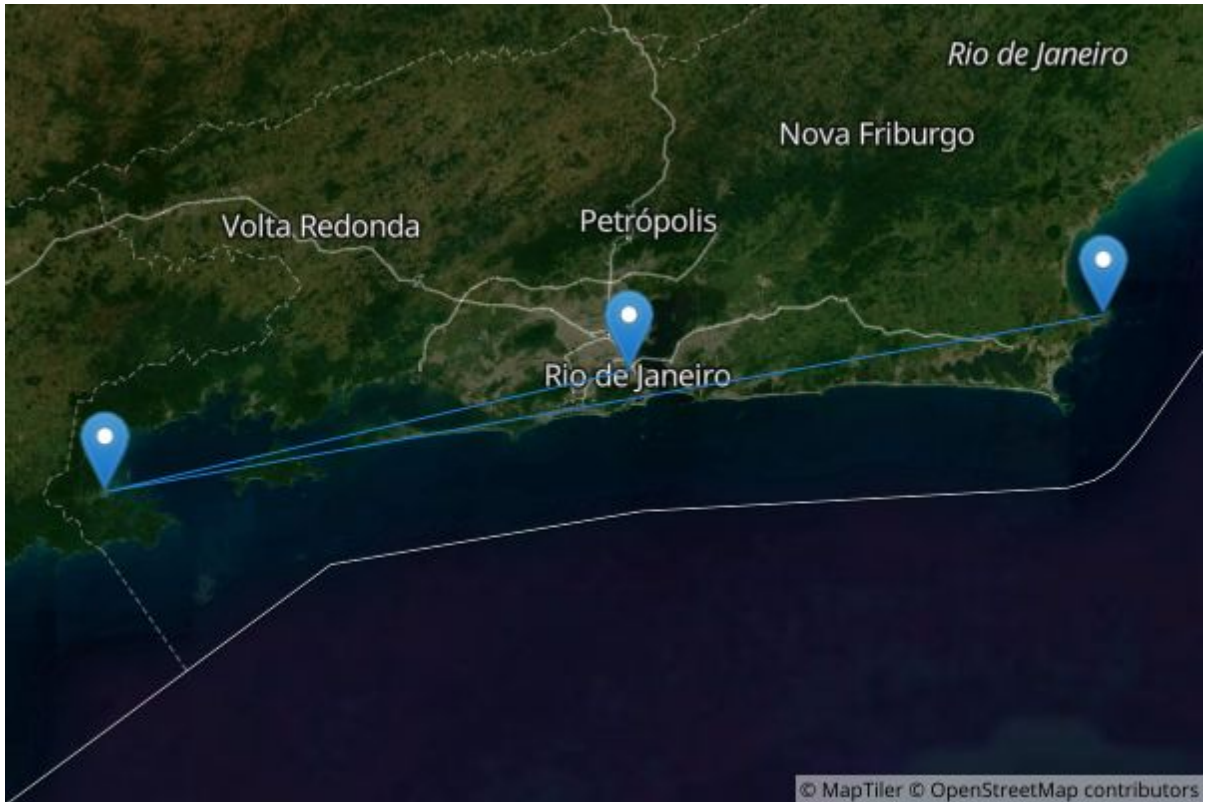 Rio de Janeiro
Nova Friburgo
Volta Redonda
Petrópolis
Rio de Janeiro
© MapTiler © OpenStreetMap contributors